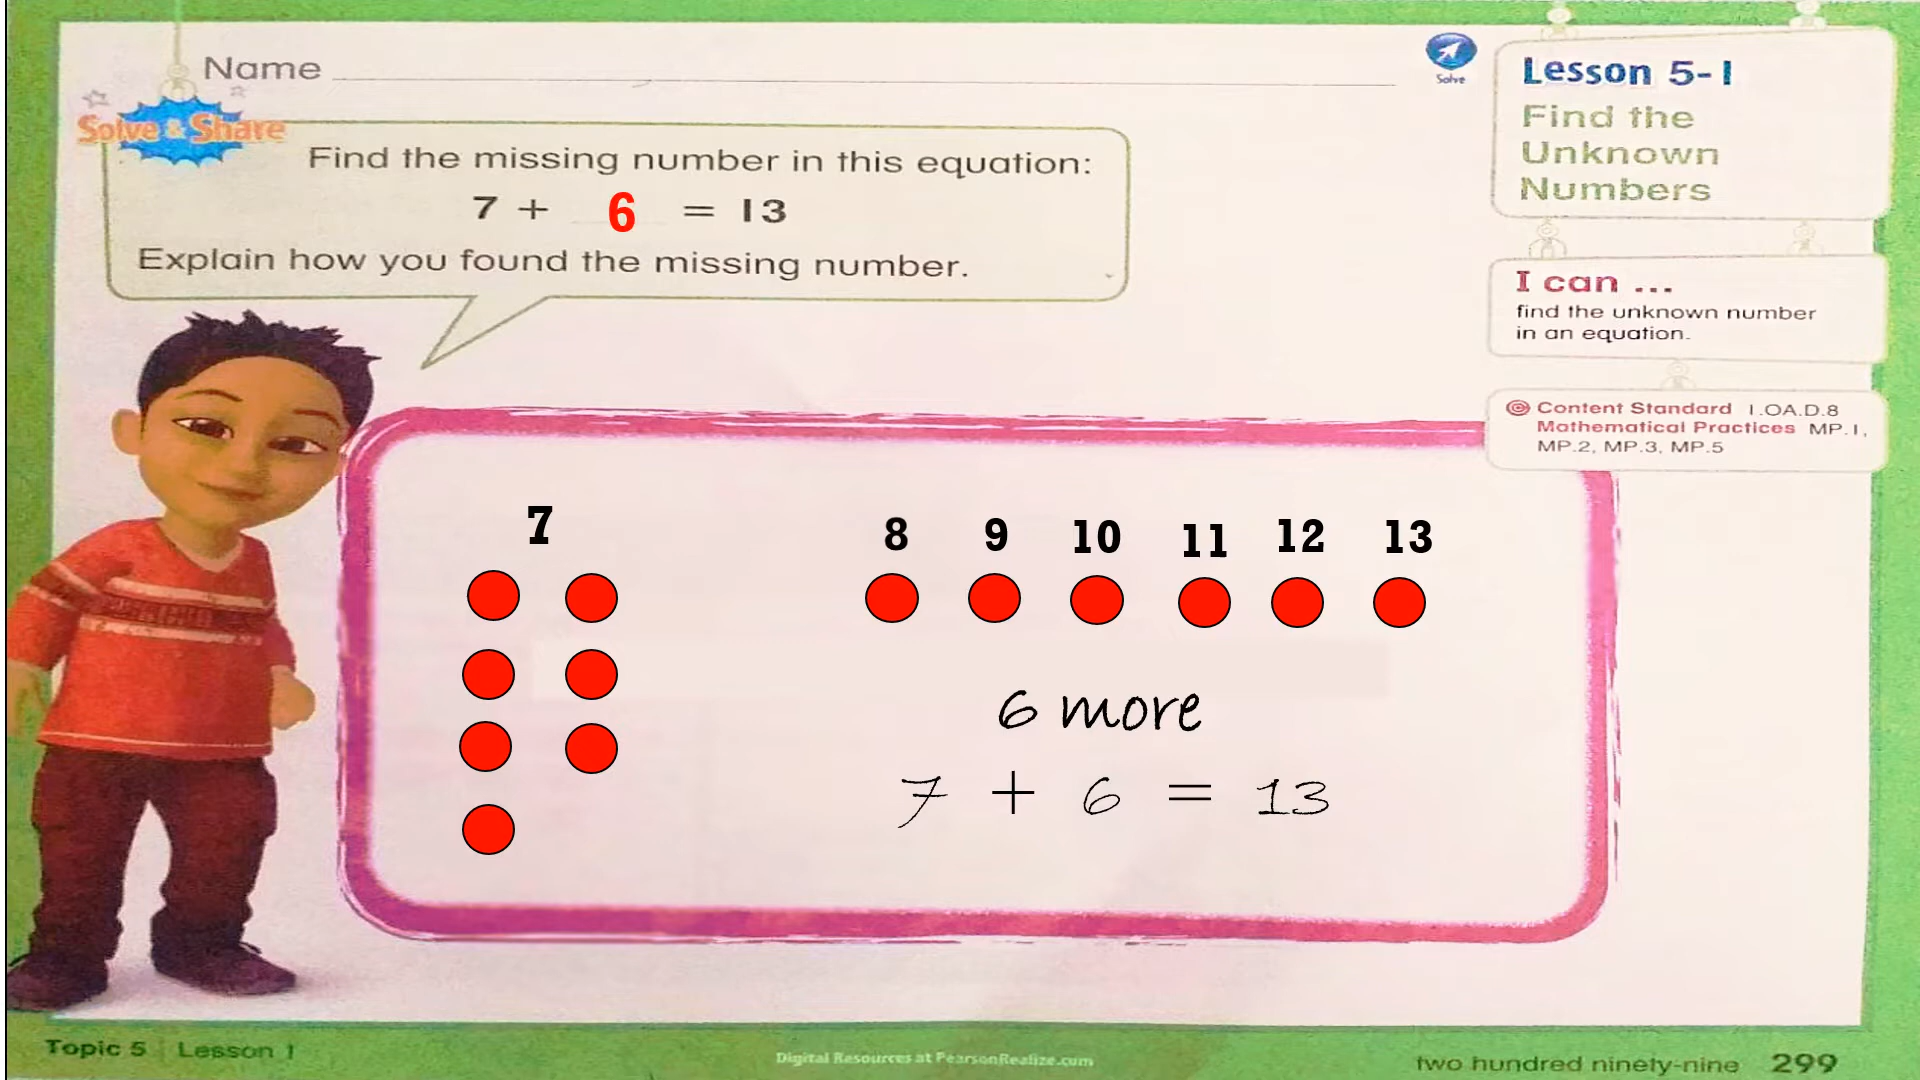 Name
Solve & Share
Find the missing number in this equation:
7 + 6 = 13
Explain how you found the missing number.
Solve
Lesson 5-1
Find the
Unknown
Numbers
I can ...
find the unknown number
in an equation.
Content Standard 1.OA.D.8
Mathematical Practices MP.1,
MP.2, MP.3, MP.5
7
8 9 10 11 12 13
6 more
7 + 6 = 13
Topic 5 | Lesson 1
Digital Resources at PearsonRealize.com
two hundred ninety-nine 299